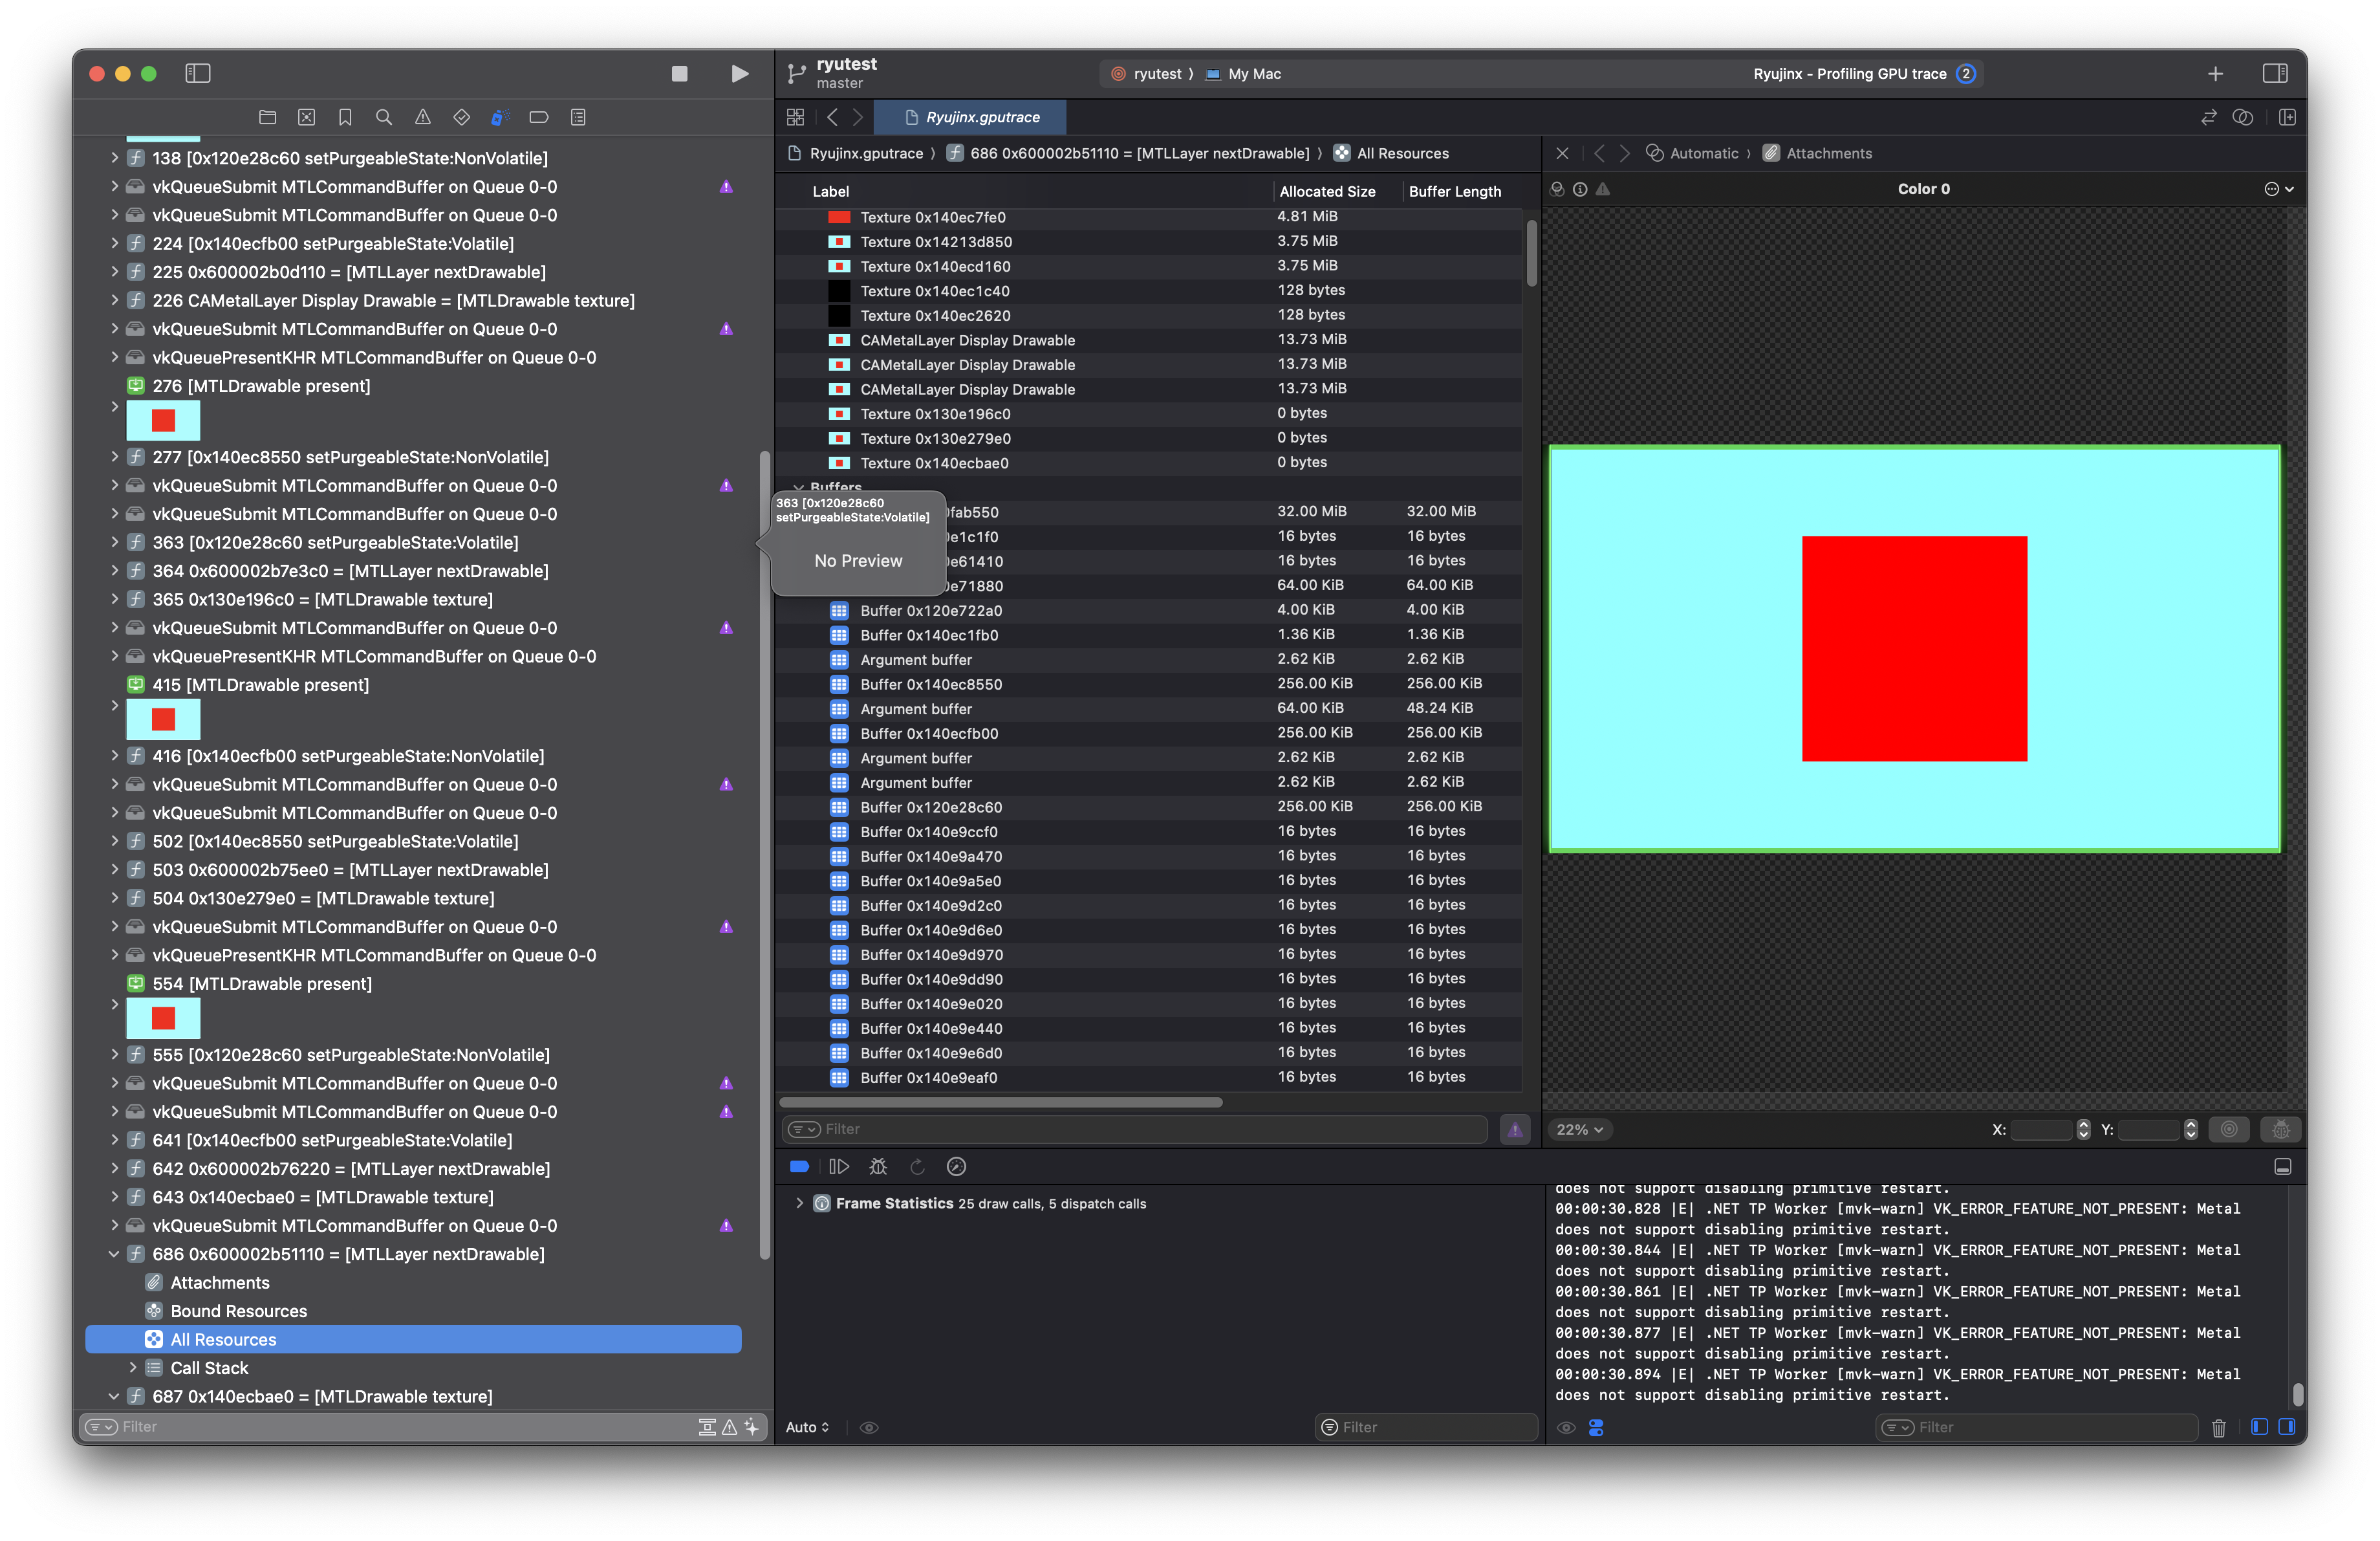 ryutest
master
ryutest ⟩ My Mac
Ryujinx - Profiling GPU trace 2
Ryujinx.gputrace
138 [0x120e28c60 setPurgeableState:NonVolatile]
vkQueueSubmit MTLCommandBuffer on Queue 0-0
vkQueueSubmit MTLCommandBuffer on Queue 0-0
224 [0x140ecfb00 setPurgeableState:Volatile]
225 0x600002b0d110 = [MTLLayer nextDrawable]
226 CAMetalLayer Display Drawable = [MTLDrawable texture]
vkQueueSubmit MTLCommandBuffer on Queue 0-0
vkQueuePresentKHR MTLCommandBuffer on Queue 0-0
276 [MTLDrawable present]
277 [0x140ec8550 setPurgeableState:NonVolatile]
vkQueueSubmit MTLCommandBuffer on Queue 0-0
vkQueueSubmit MTLCommandBuffer on Queue 0-0
363 [0x120e28c60 setPurgeableState:Volatile]
364 0x600002b7e3c0 = [MTLLayer nextDrawable]
365 0x130e196c0 = [MTLDrawable texture]
vkQueueSubmit MTLCommandBuffer on Queue 0-0
vkQueuePresentKHR MTLCommandBuffer on Queue 0-0
415 [MTLDrawable present]
416 [0x140ecfb00 setPurgeableState:NonVolatile]
vkQueueSubmit MTLCommandBuffer on Queue 0-0
vkQueueSubmit MTLCommandBuffer on Queue 0-0
502 [0x140ec8550 setPurgeableState:Volatile]
503 0x600002b75ee0 = [MTLLayer nextDrawable]
504 0x130e279e0 = [MTLDrawable texture]
vkQueueSubmit MTLCommandBuffer on Queue 0-0
vkQueuePresentKHR MTLCommandBuffer on Queue 0-0
554 [MTLDrawable present]
555 [0x120e28c60 setPurgeableState:NonVolatile]
vkQueueSubmit MTLCommandBuffer on Queue 0-0
vkQueueSubmit MTLCommandBuffer on Queue 0-0
641 [0x140ecfb00 setPurgeableState:Volatile]
642 0x600002b76220 = [MTLLayer nextDrawable]
643 0x140ecbae0 = [MTLDrawable texture]
vkQueueSubmit MTLCommandBuffer on Queue 0-0
686 0x600002b51110 = [MTLLayer nextDrawable]
Attachments
Bound Resources
All Resources
Call Stack
687 0x140ecbae0 = [MTLDrawable texture]
Filter
Ryujinx.gputrace ⟩ 686 0x600002b51110 = [MTLLayer nextDrawable] ⟩ All Resources
Label Allocated Size Buffer Length
Texture 0x140ec7fe0 4.81 MiB
Texture 0x14213d850 3.75 MiB
Texture 0x140ecd160 3.75 MiB
Texture 0x140ec1c40 128 bytes
Texture 0x140ec2620 128 bytes
CAMetalLayer Display Drawable 13.73 MiB
CAMetalLayer Display Drawable 13.73 MiB
CAMetalLayer Display Drawable 13.73 MiB
Texture 0x130e196c0 0 bytes
Texture 0x130e279e0 0 bytes
Texture 0x140ecbae0 0 bytes
Buffers
363 [0x120e28c60
setPurgeableState:Volatile]
No Preview
fab550 32.00 MiB 32.00 MiB
e1c1f0 16 bytes 16 bytes
e61410 16 bytes 16 bytes
e71880 64.00 KiB 64.00 KiB
Buffer 0x120e722a0 4.00 KiB 4.00 KiB
Buffer 0x140ec1fb0 1.36 KiB 1.36 KiB
Argument buffer 2.62 KiB 2.62 KiB
Buffer 0x140ec8550 256.00 KiB 256.00 KiB
Argument buffer 64.00 KiB 48.24 KiB
Buffer 0x140ecfb00 256.00 KiB 256.00 KiB
Argument buffer 2.62 KiB 2.62 KiB
Argument buffer 2.62 KiB 2.62 KiB
Buffer 0x120e28c60 256.00 KiB 256.00 KiB
Buffer 0x140e9ccf0 16 bytes 16 bytes
Buffer 0x140e9a470 16 bytes 16 bytes
Buffer 0x140e9a5e0 16 bytes 16 bytes
Buffer 0x140e9d2c0 16 bytes 16 bytes
Buffer 0x140e9d6e0 16 bytes 16 bytes
Buffer 0x140e9d970 16 bytes 16 bytes
Buffer 0x140e9dd90 16 bytes 16 bytes
Buffer 0x140e9e020 16 bytes 16 bytes
Buffer 0x140e9e440 16 bytes 16 bytes
Buffer 0x140e9e6d0 16 bytes 16 bytes
Buffer 0x140e9eaf0 16 bytes 16 bytes
Filter
Automatic ⟩ Attachments
Color 0
22% X: Y:
Frame Statistics 25 draw calls, 5 dispatch calls
Auto
Filter
does not support disabling primitive restart.
00:00:30.828 |E| .NET TP Worker [mvk-warn] VK_ERROR_FEATURE_NOT_PRESENT: Metal
does not support disabling primitive restart.
00:00:30.844 |E| .NET TP Worker [mvk-warn] VK_ERROR_FEATURE_NOT_PRESENT: Metal
does not support disabling primitive restart.
00:00:30.861 |E| .NET TP Worker [mvk-warn] VK_ERROR_FEATURE_NOT_PRESENT: Metal
does not support disabling primitive restart.
00:00:30.877 |E| .NET TP Worker [mvk-warn] VK_ERROR_FEATURE_NOT_PRESENT: Metal
does not support disabling primitive restart.
00:00:30.894 |E| .NET TP Worker [mvk-warn] VK_ERROR_FEATURE_NOT_PRESENT: Metal
does not support disabling primitive restart.
Filter